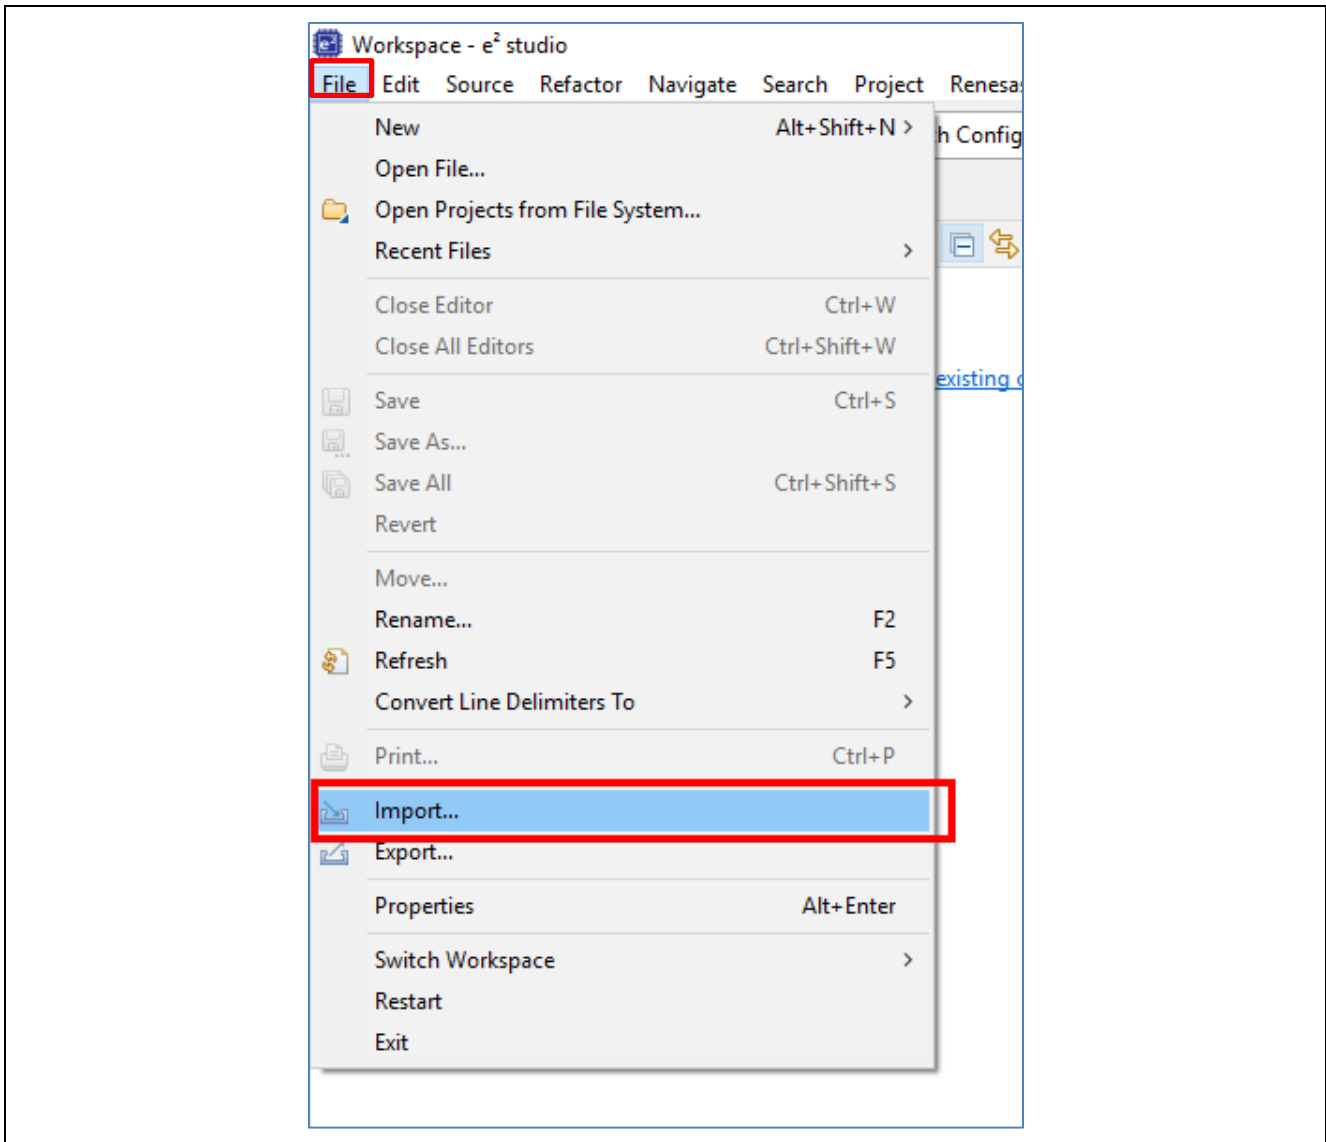 Workspace - e² studio
File Edit Source Refactor Navigate Search Project Renesas
New Alt+Shift+N >
h Config
Open File...
Open Projects from File System...
Recent Files >
Close Editor Ctrl+W
Close All Editors Ctrl+Shift+W
existing
Save Ctrl+S
Save As...
Save All Ctrl+Shift+S
Revert
Move...
Rename... F2
Refresh F5
Convert Line Delimiters To >
Print... Ctrl+P
Import...
Export...
Properties Alt+Enter
Switch Workspace >
Restart
Exit